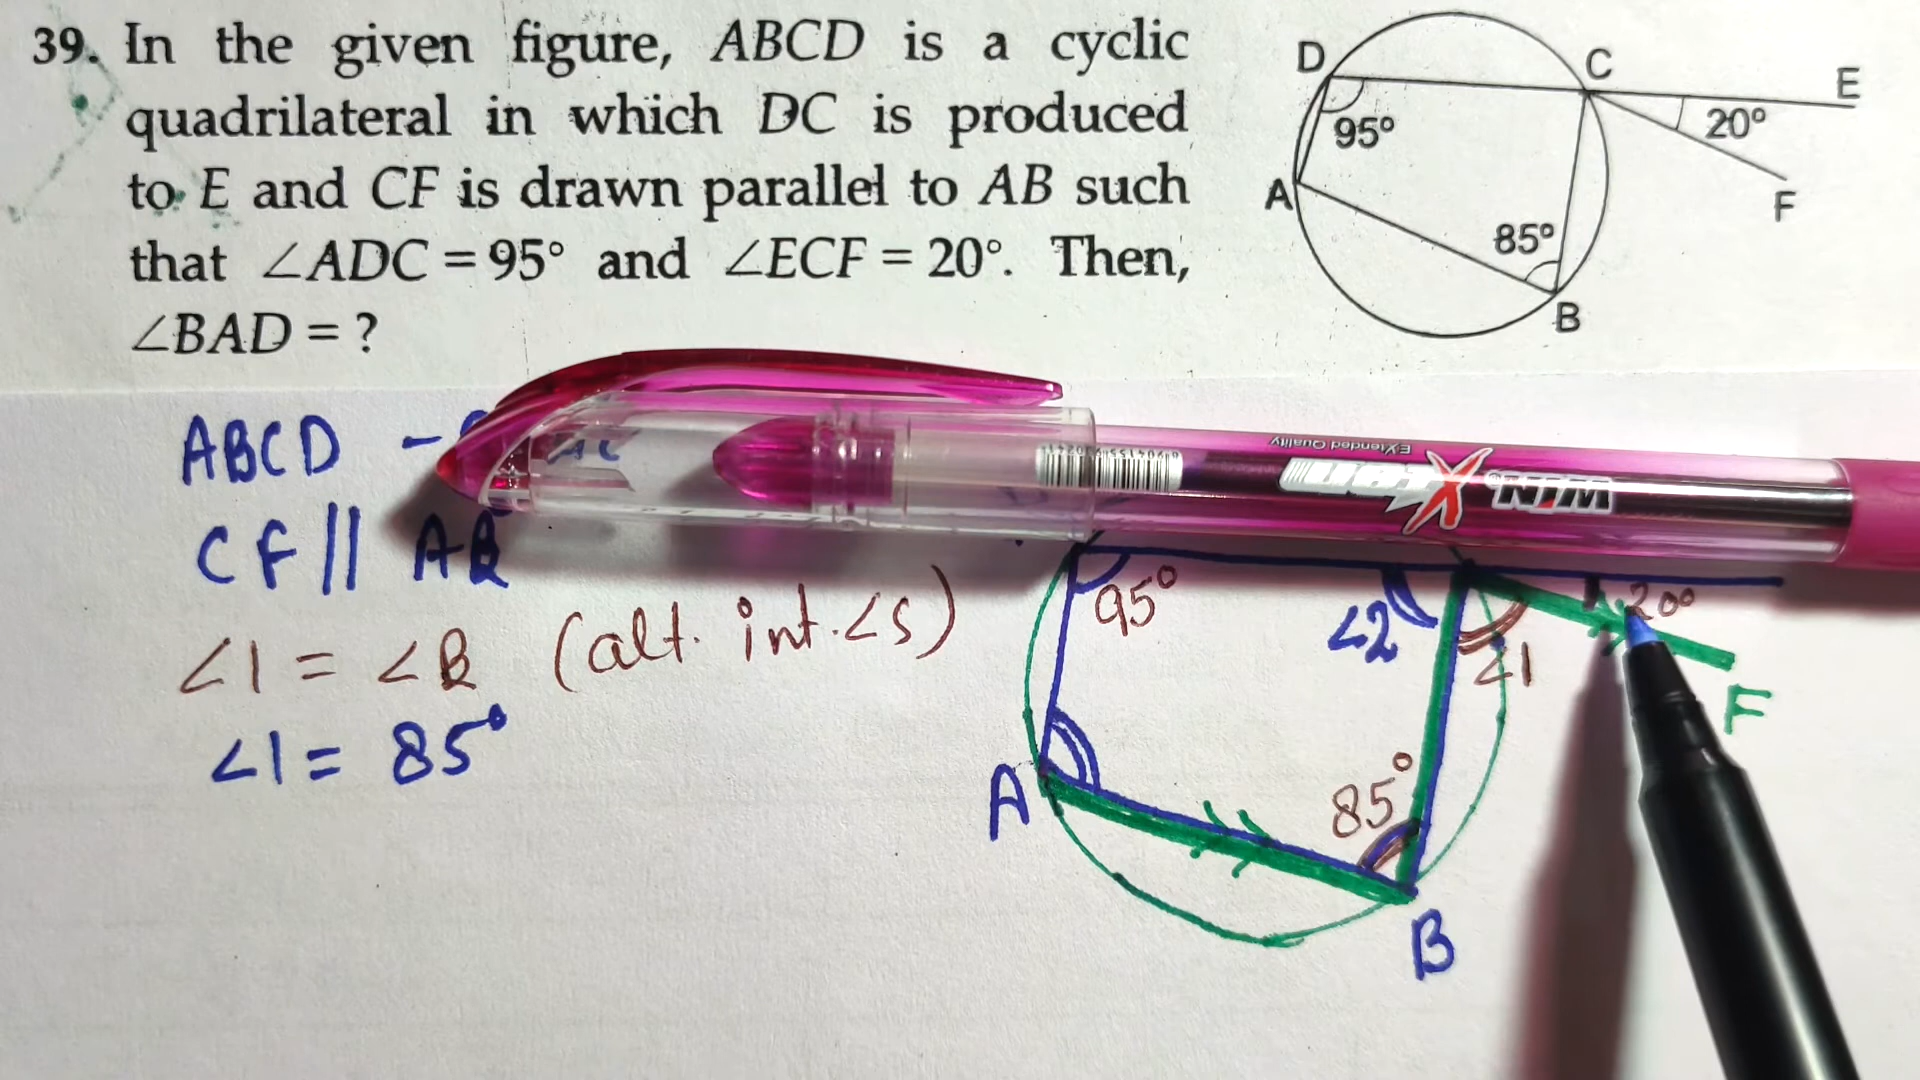 39. In the given figure, ABCD is a cyclic
quadrilateral in which DC is produced
to E and CF is drawn parallel to AB such
that ∠ADC = 95° and ∠ECF = 20°. Then,
∠BAD = ?
D
C
E
95°
20°
A
F
85°
B
ABCD -
CF || AB
∠1 = ∠B (alt. int. ∠s)
∠1 = 85°
Extended Quality
WIN Xten
95°
∠2
20°
∠1
F
A
85°
B